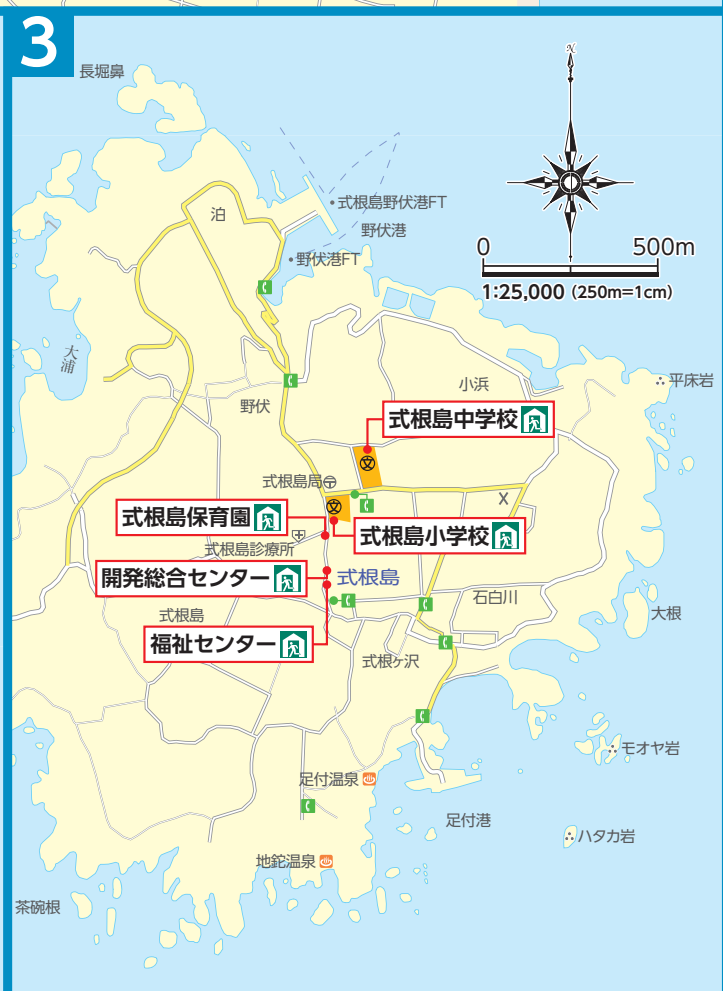 3
長堀鼻
N
式根島野伏港FT
野伏港
泊
野伏港FT
0 500m
1:25,000 (250m=1cm)
大浦
小浜
平床岩
野伏
式根島中学校
式根島局
文
文
式根島保育園
式根島小学校
式根島診療所
開発総合センター
式根島
石白川
式根島
大根
福祉センター
式根ヶ沢
モオヤ岩
足付温泉
足付港
ハタカ岩
地鉈温泉
茶碗根